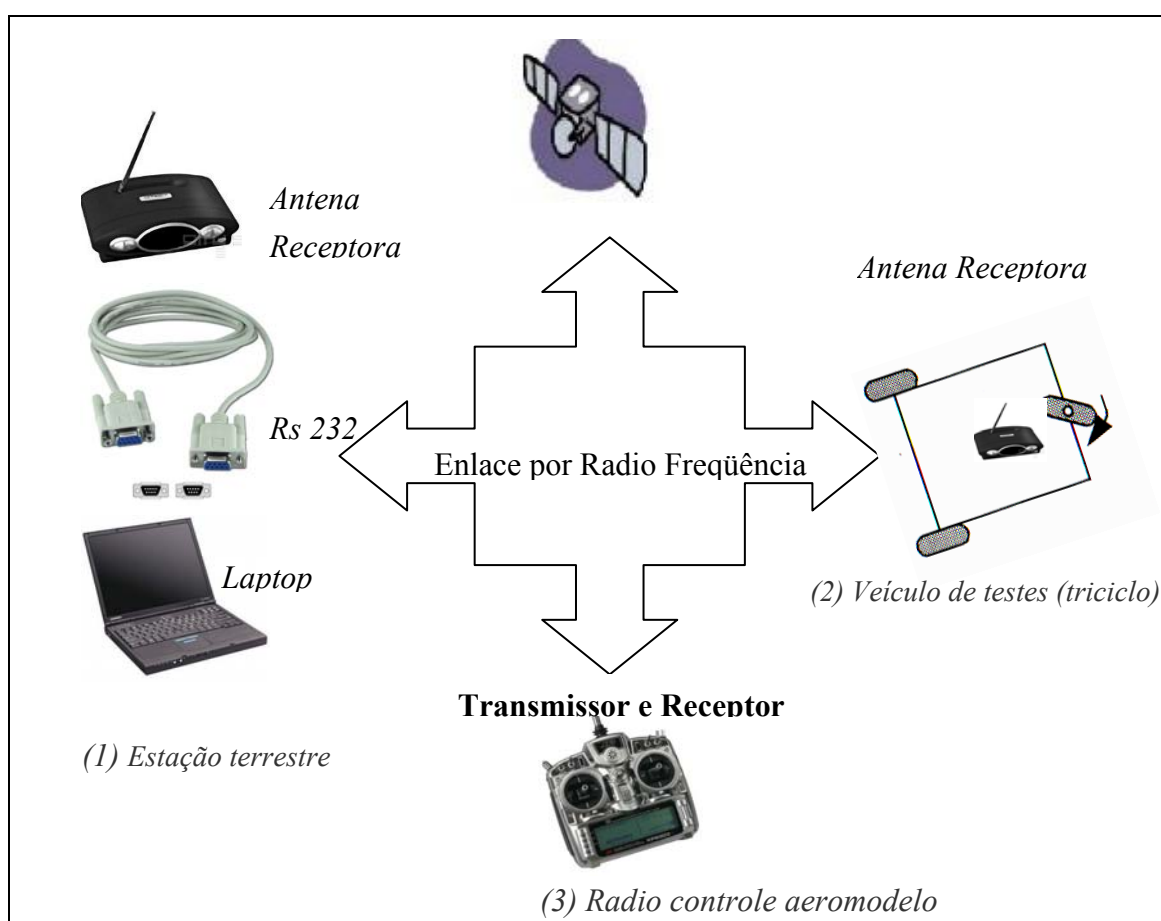 Antena
Receptora
Antena Receptora
Rs 232
Enlace por Radio Freqüência
Laptop
(2) Veículo de testes (triciclo)
Transmissor e Receptor
(1) Estação terrestre
(3) Radio controle aeromodelo